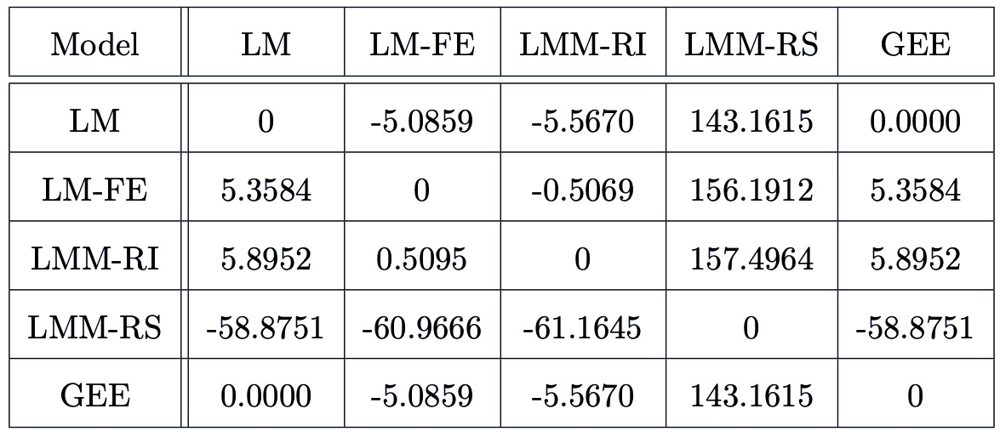 Model LM LM-FE LMM-RI LMM-RS GEE
LM 0 -5.0859 -5.5670 143.1615 0.0000
LM-FE 5.3584 0 -0.5069 156.1912 5.3584
LMM-RI 5.8952 0.5095 0 157.4964 5.8952
LMM-RS -58.8751 -60.9666 -61.1645 0 -58.8751
GEE 0.0000 -5.0859 -5.5670 143.1615 0